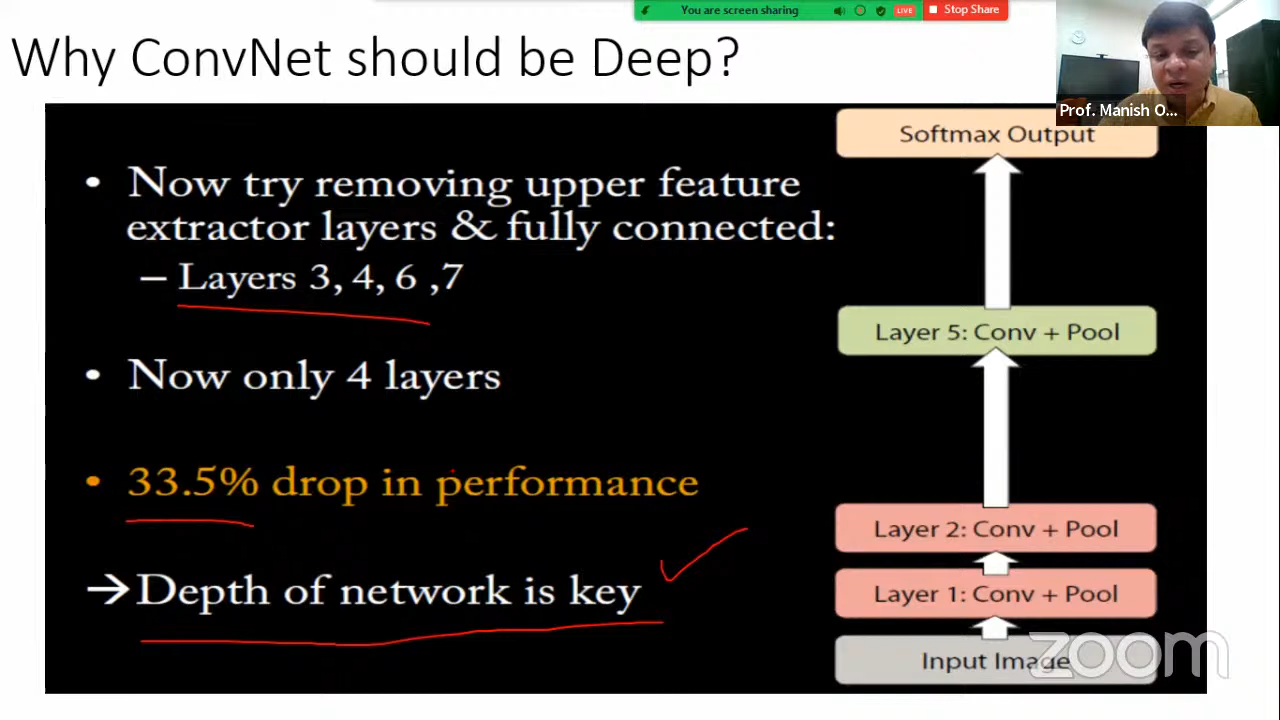 You are screen sharing
LIVE
Stop Share
Why ConvNet should be Deep?
Prof. Manish O...
• Now try removing upper feature
extractor layers & fully connected:
– Layers 3, 4, 6 ,7
• Now only 4 layers
• 33.5% drop in performance
→ Depth of network is key
Softmax Output
Layer 5: Conv + Pool
Layer 2: Conv + Pool
Layer 1: Conv + Pool
Input Image
zoom